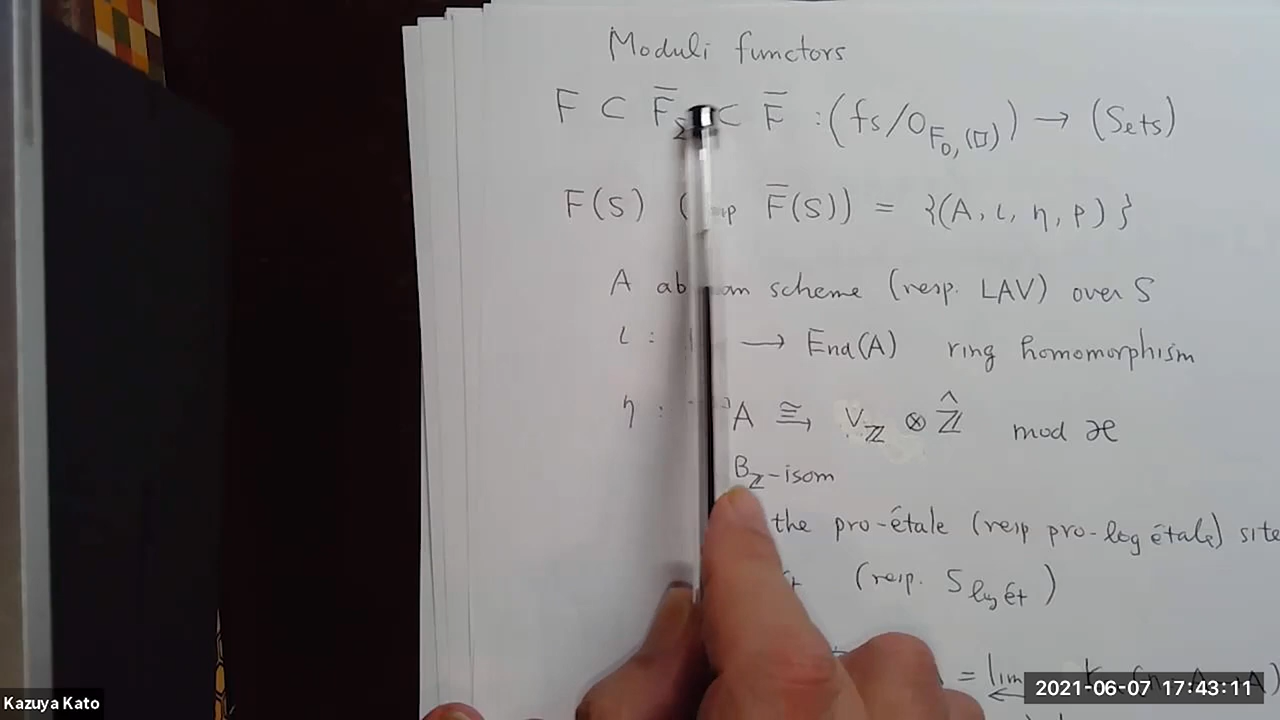 Moduli functors
F ⊂ F̄_Σ ⊂ F̄ : (fs/O_{F_0,(□)}) → (Sets)
F(S) ( F̄(S)) = {(A, ι, η, p)}
A scheme (resp. LAV) over S
ι : → End(A) ring homomorphism
η : A ≅→ V_ℤ ⊗ ℤ̂ mod
B_ℤ-isom
the pro-étale (resp pro-log étale) site
(resp. S_{log ét})
= lim
Kazuya Kato
2021-06-07 17:43:11